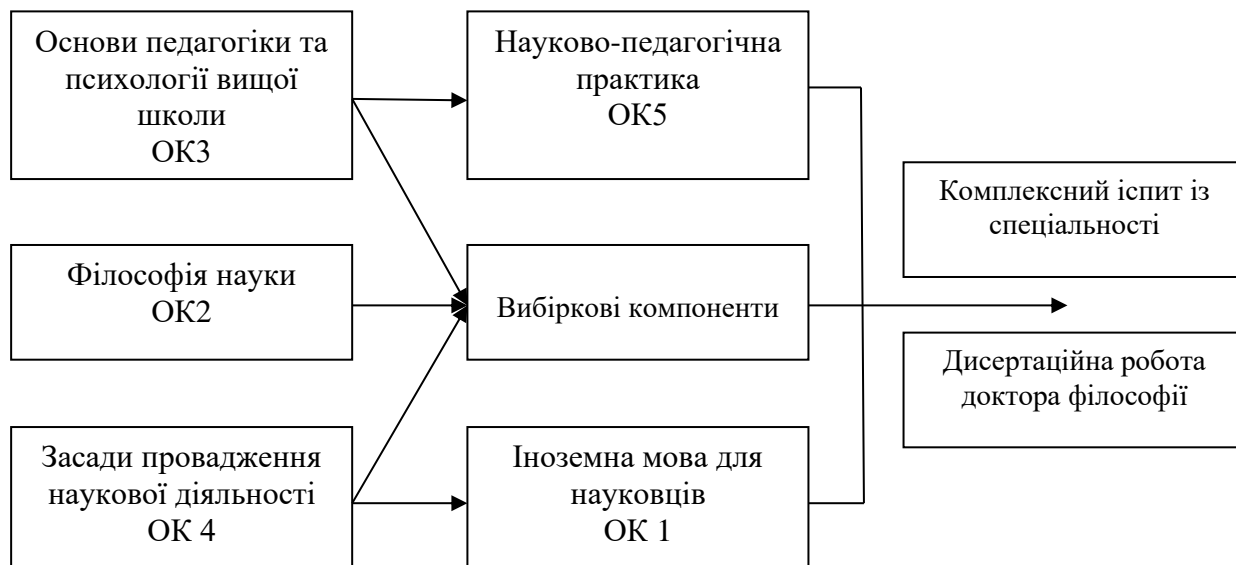 Основи педагогіки та
психології вищої
школи
ОК3
Науково-педагогічна
практика
ОК5
Комплексний іспит із
спеціальності
Філософія науки
ОК2
Вибіркові компоненти
Дисертаційна робота
доктора філософії
Засади провадження
наукової діяльності
ОК 4
Іноземна мова для
науковців
ОК 1